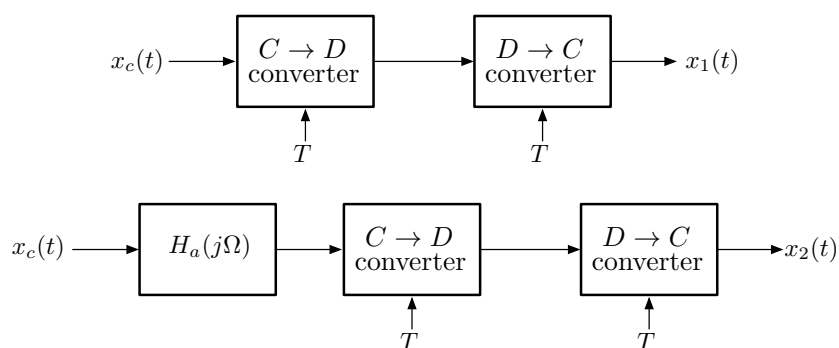 x_c(t)
C → D
converter
D → C
converter
x_1(t)
T
T
x_c(t)
H_a(jΩ)
C → D
converter
D → C
converter
x_2(t)
T
T